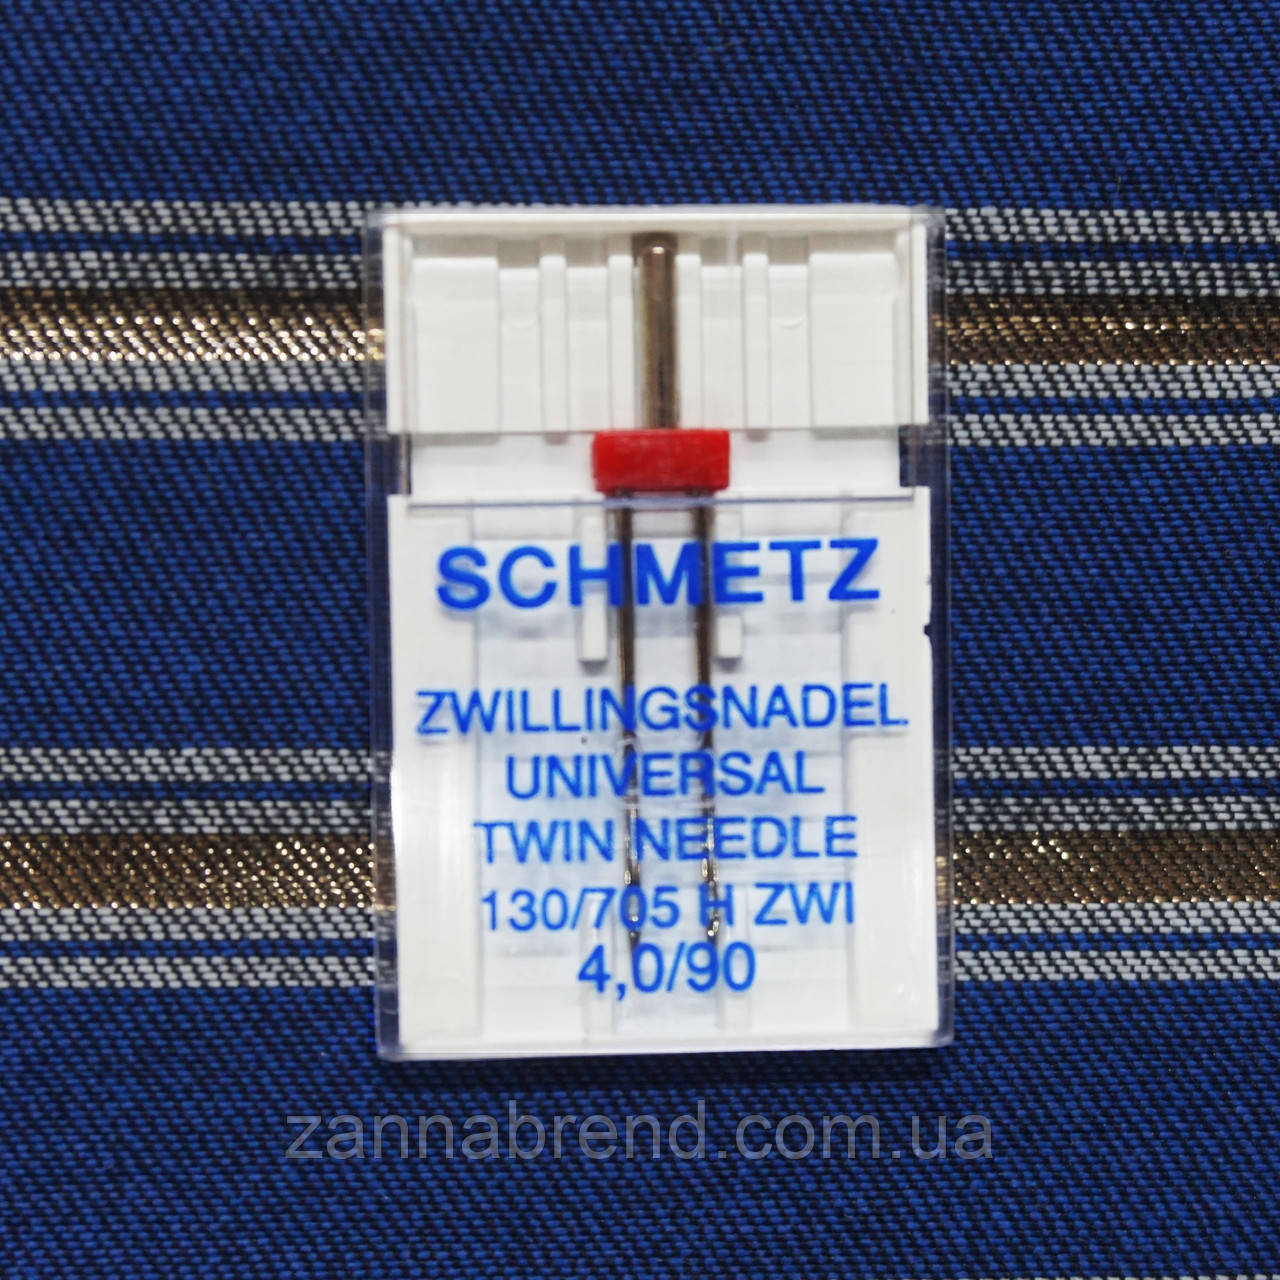 SCHMETZ
ZWILLINGSNADEL
UNIVERSAL
TWIN NEEDLE
130/705 H ZWI
4,0/90
zannabrend.com.ua